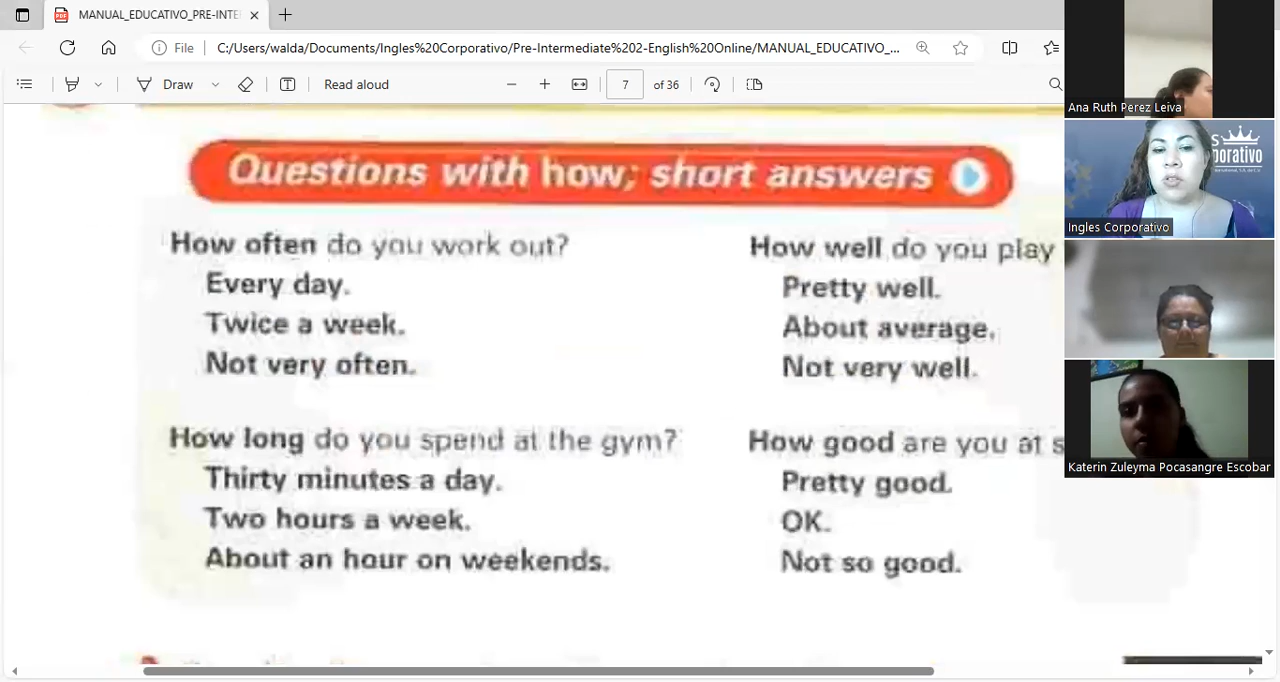 MANUAL_EDUCATIVO_PRE-INTE
File
C:/Users/walda/Documents/Ingles%20Corporativo/Pre-Intermediate%202-English%20Online/MANUAL_EDUCATIVO_...
Draw
Read aloud
7
of 36
Questions with how; short answers
How often do you work out?
Every day.
Twice a week.
Not very often.
How long do you spend at the gym?
Thirty minutes a day.
Two hours a week.
About an hour on weekends.
How well do you play
Pretty well.
About average.
Not very well.
How good are you at s
Pretty good.
OK.
Not so good.
Ana Ruth Perez Leiva
S
porativo
Ingles Corporativo
Katerin Zuleyma Pocasangre Escobar